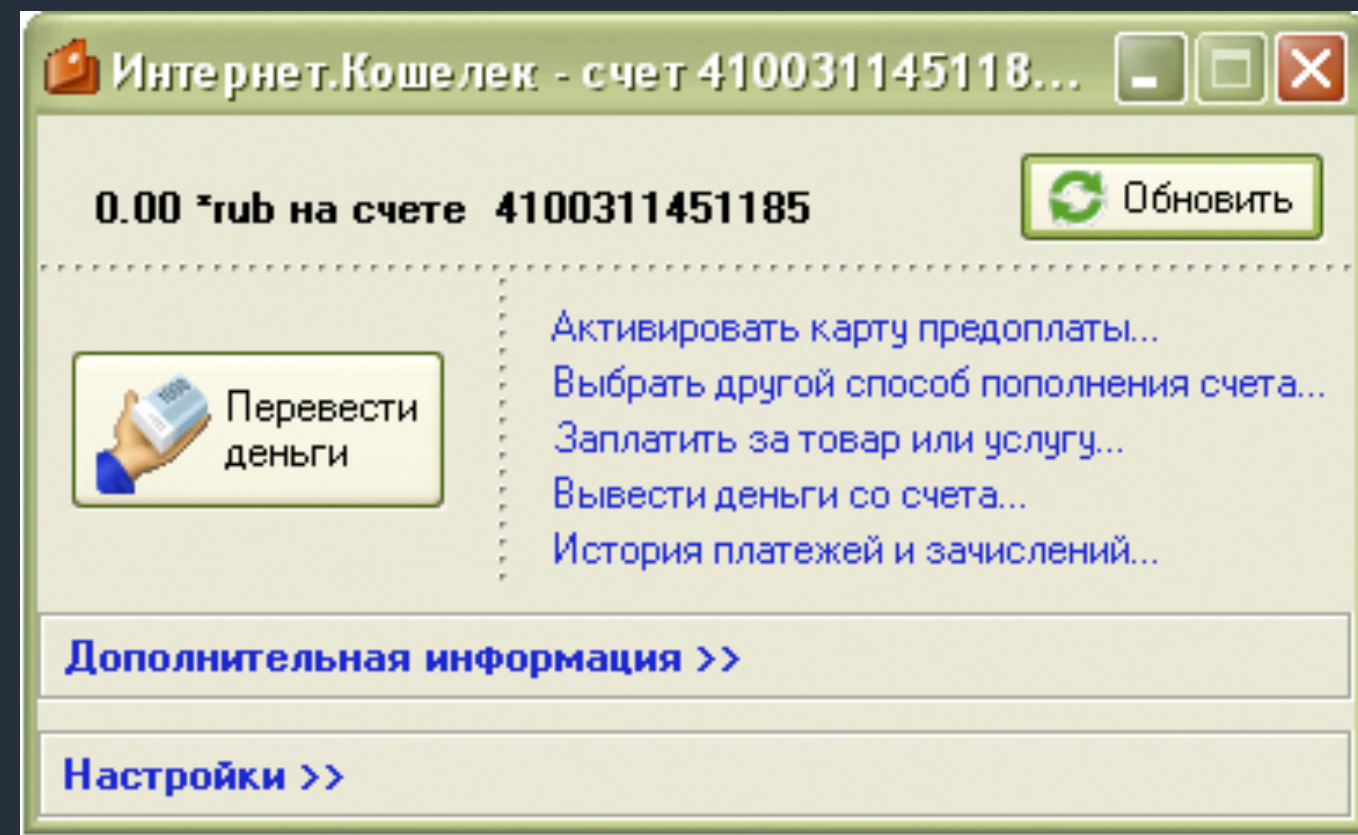 Интернет.Кошелек - счет 410031145118...
0.00 *rub на счете 4100311451185
Обновить
Перевести
деньги
Активировать карту предоплаты...
Выбрать другой способ пополнения счета...
Заплатить за товар или услугу...
Вывести деньги со счета...
История платежей и зачислений...
Дополнительная информация >>
Настройки >>